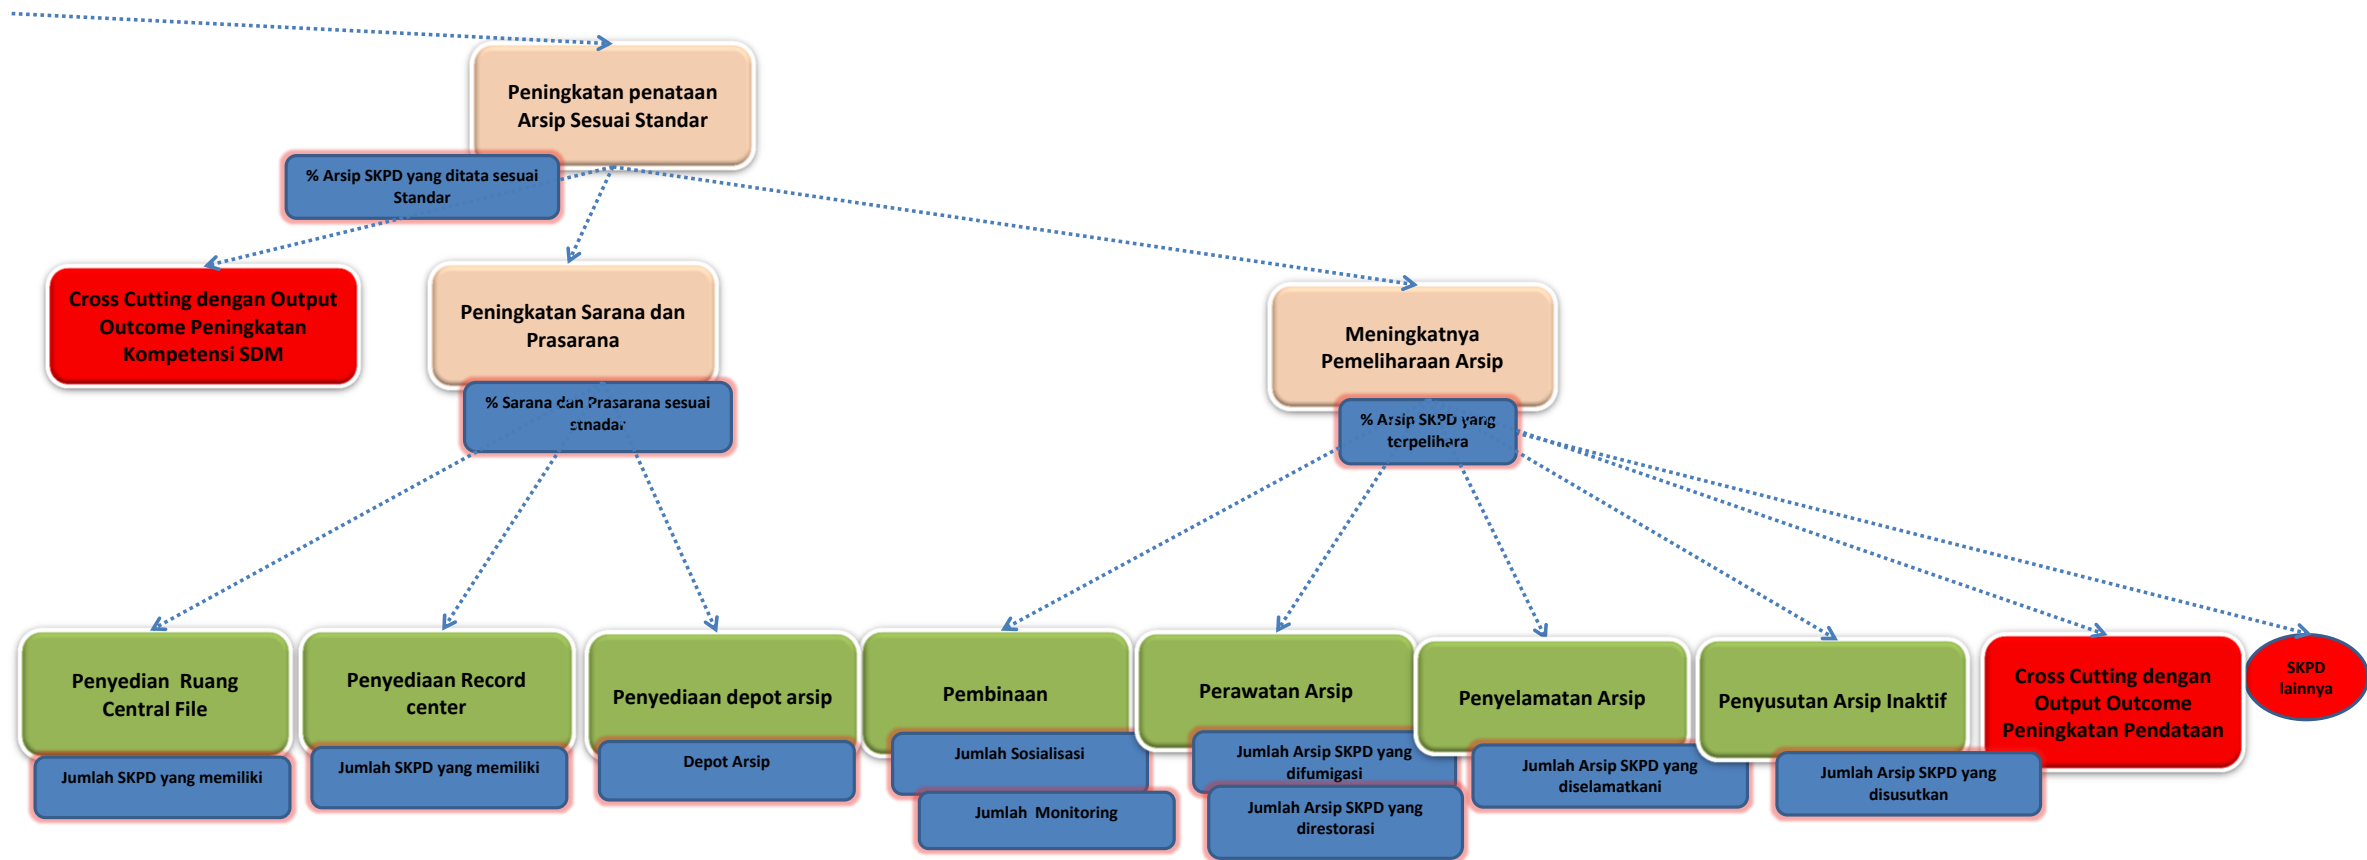 Peningkatan penataan
Arsip Sesuai Standar
% Arsip SKPD yang ditata sesuai
Standar
Cross Cutting dengan Output
Outcome Peningkatan
Kompetensi SDM
Peningkatan Sarana dan
Prasarana
% Sarana dan Prasarana sesuai
stnadar
Meningkatnya
Pemeliharaan Arsip
% Arsip SKPD yang
terpelihara
Penyedian Ruang
Central File
Jumlah SKPD yang memiliki
Penyediaan Record
center
Jumlah SKPD yang memiliki
Penyediaan depot arsip
Depot Arsip
Pembinaan
Jumlah Sosialisasi
Jumlah Monitoring
Perawatan Arsip
Jumlah Arsip SKPD yang
difumigasi
Jumlah Arsip SKPD yang
direstorasi
Penyelamatan Arsip
Jumlah Arsip SKPD yang
diselamatkani
Penyusutan Arsip Inaktif
Jumlah Arsip SKPD yang
disusutkan
Cross Cutting dengan
Output Outcome
Peningkatan Pendataan
SKPD
lainnya